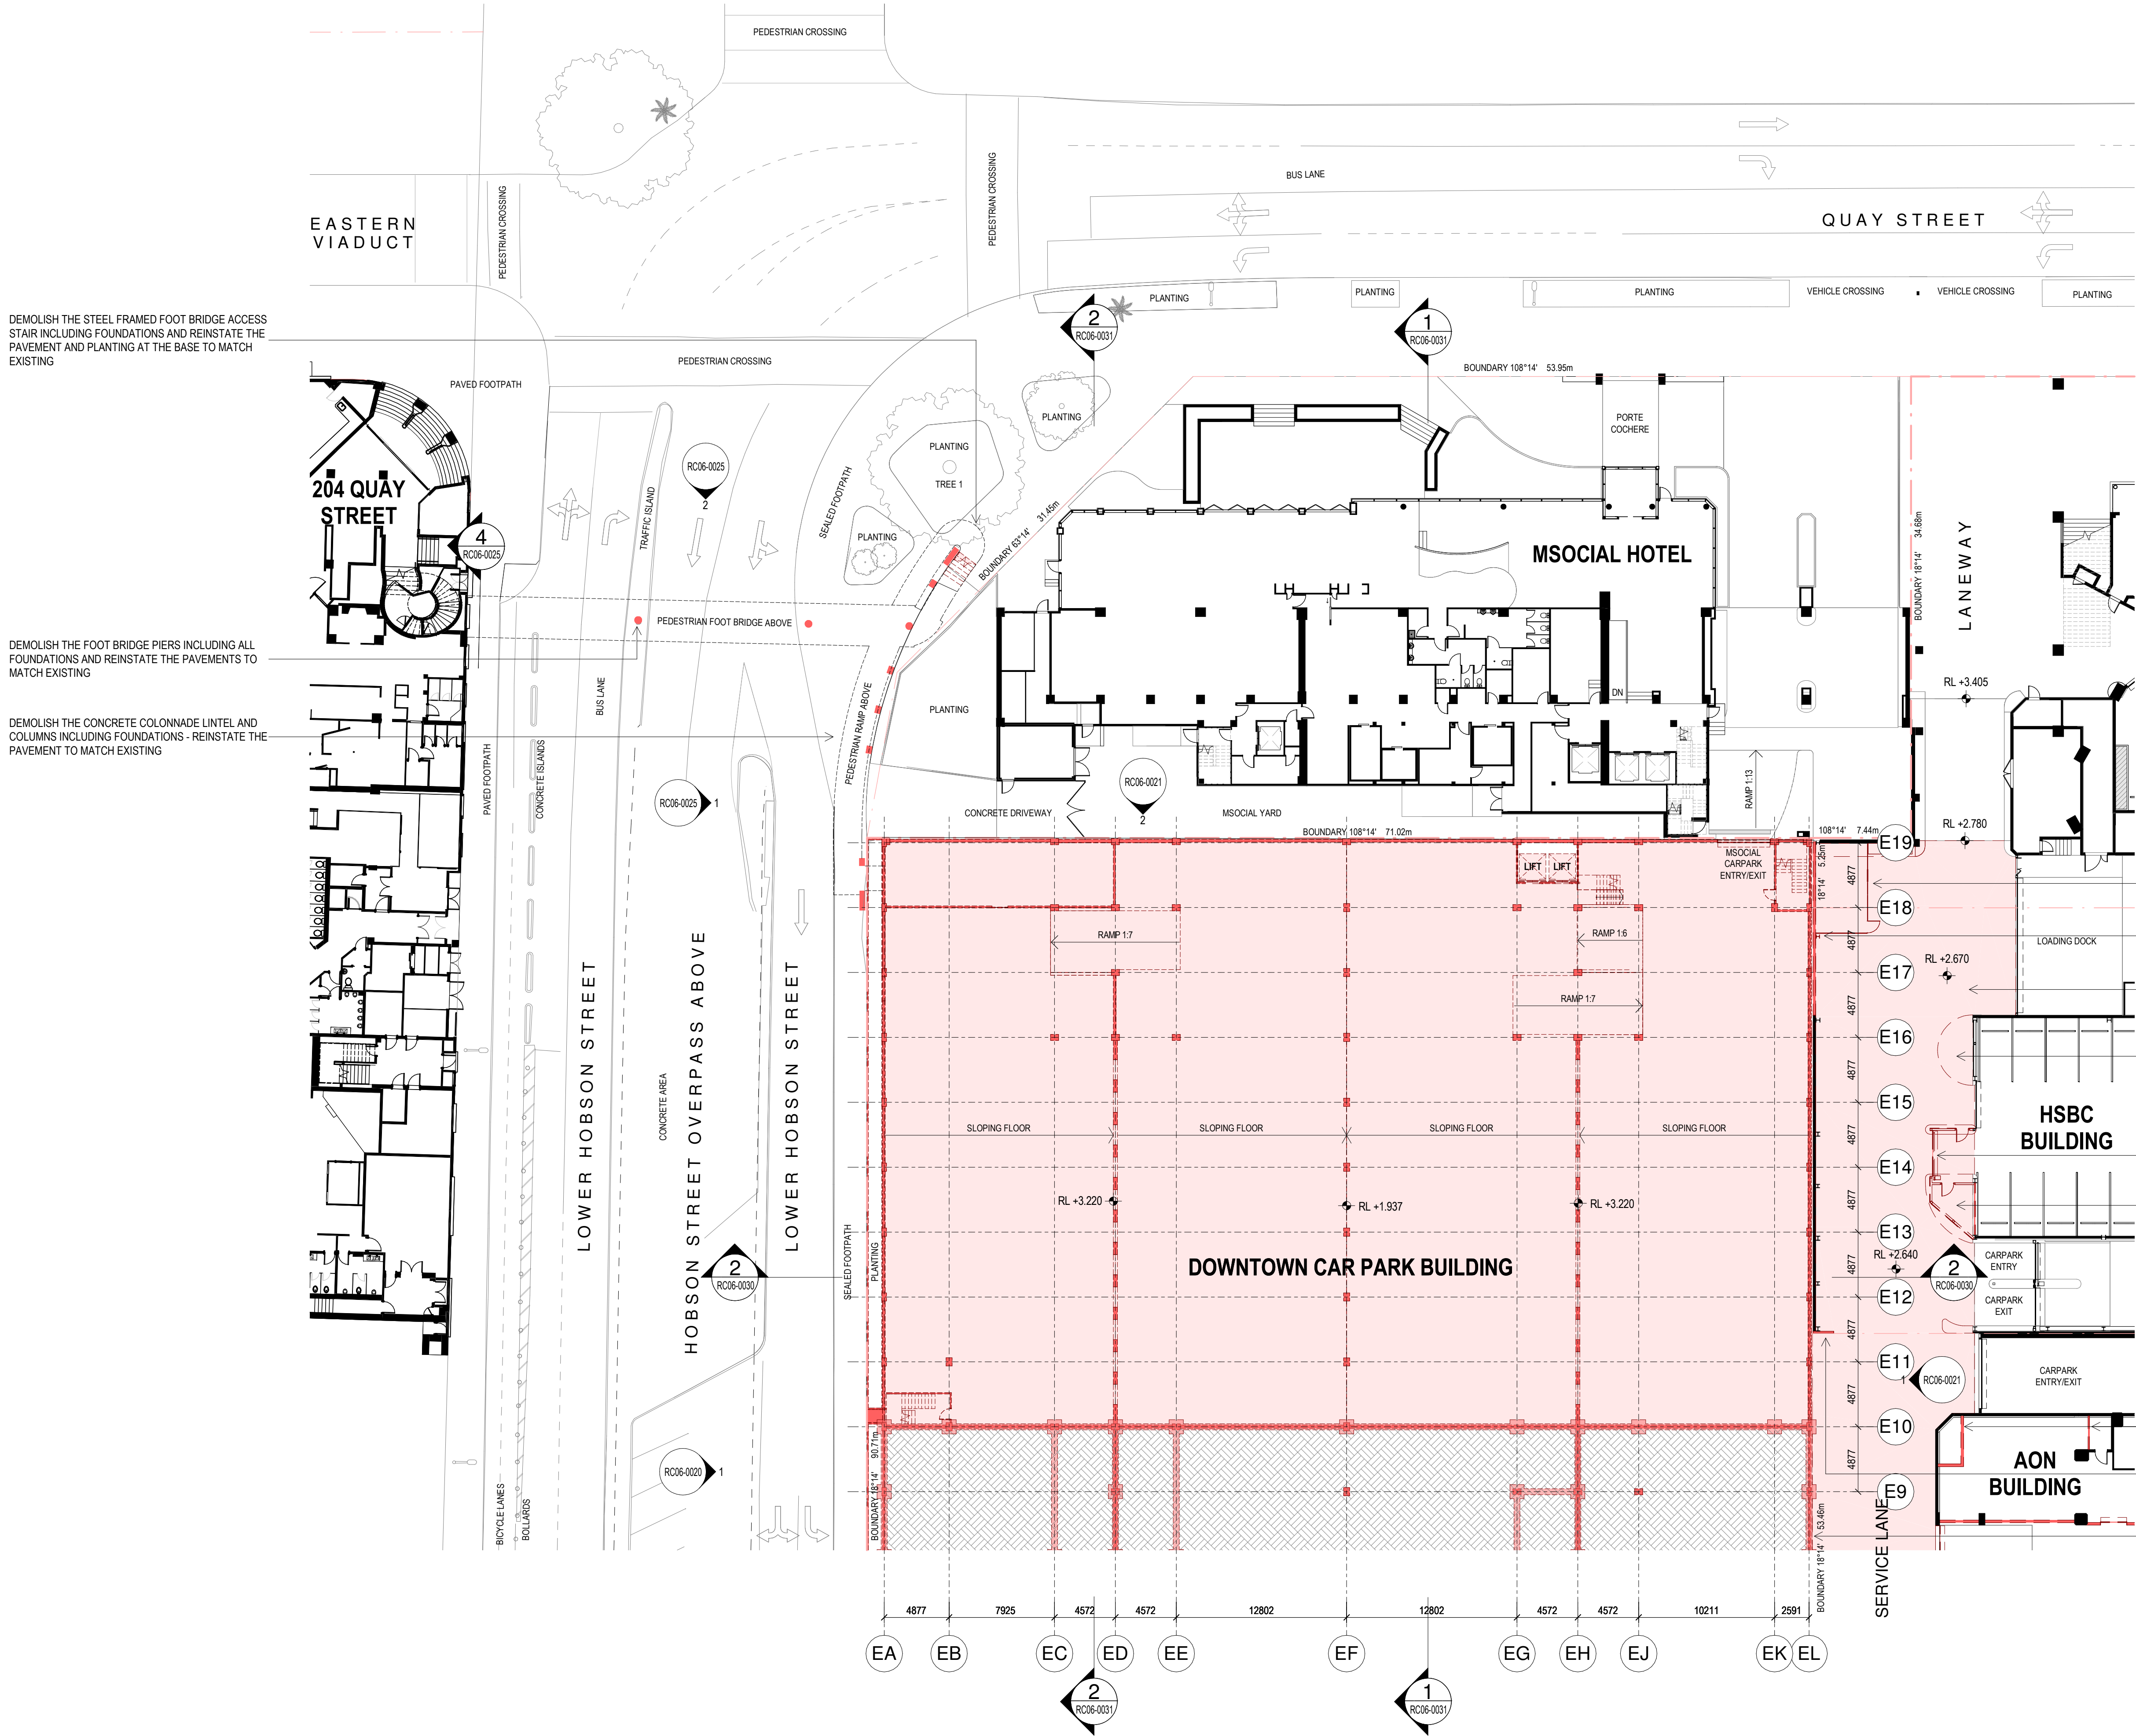 PEDESTRIAN CROSSING
BUS LANE
PEDESTRIAN CROSSING
PEDESTRIAN CROSSING
EASTERN
VIADUCT
QUAY STREET
PLANTING
PLANTING
PLANTING
VEHICLE CROSSING
VEHICLE CROSSING
PLANTING
DEMOLISH THE STEEL FRAMED FOOT BRIDGE ACCESS
STAIR INCLUDING FOUNDATIONS AND REINSTATE THE
PAVEMENT AND PLANTING AT THE BASE TO MATCH
EXISTING
2
RC06-0031
1
RC06-0031
PEDESTRIAN CROSSING
BOUNDARY 108°14' 53.95m
PAVED FOOTPATH
PLANTING
PORTE
COCHERE
PLANTING
TREE 1
RC06-0025
2
204 QUAY
STREET
TRAFFIC ISLAND
SEALED FOOTPATH
BOUNDARY 63°14' 31.45m
PLANTING
4
RC06-0025
MSOCIAL HOTEL
BOUNDARY 18°14' 34.68m
LANEWAY
PEDESTRIAN FOOT BRIDGE ABOVE
DEMOLISH THE FOOT BRIDGE PIERS INCLUDING ALL
FOUNDATIONS AND REINSTATE THE PAVEMENTS TO
MATCH EXISTING
BUS LANE
DN
RL +3.405
PLANTING
DEMOLISH THE CONCRETE COLONNADE LINTEL AND
COLUMNS INCLUDING FOUNDATIONS - REINSTATE THE
PAVEMENT TO MATCH EXISTING
PEDESTRIAN RAMP ABOVE
PAVED FOOTPATH
CONCRETE ISLANDS
RC06-0025
1
RC06-0021
2
RAMP 1:13
CONCRETE DRIVEWAY
MSOCIAL YARD
BOUNDARY 108°14' 71.02m
108°14' 7.44m
RL +2.780
E19
MSOCIAL
CARPARK
ENTRY/EXIT
LIFT
LIFT
18°14' 5.25m
4877
E18
RAMP 1:7
RAMP 1:6
4877
LOADING DOCK
E17
RL +2.670
RAMP 1:7
4877
E16
LOWER HOBSON STREET
HOBSON STREET OVERPASS ABOVE
LOWER HOBSON STREET
CONCRETE AREA
4877
E15
SLOPING FLOOR
SLOPING FLOOR
SLOPING FLOOR
SLOPING FLOOR
4877
HSBC
BUILDING
E14
RL +3.220
RL +1.937
RL +3.220
4877
E13
SEALED FOOTPATH
PLANTING
DOWNTOWN CAR PARK BUILDING
RL +2.640
4877
CARPARK
ENTRY
2
RC06-0030
2
RC06-0030
E12
CARPARK
EXIT
4877
E11
CARPARK
ENTRY/EXIT
1
RC06-0021
4877
E10
BOUNDARY 18°14' 90.71m
4877
AON
BUILDING
RC06-0020
1
E9
BICYCLE LANES
BOLLARDS
BOUNDARY 18°14' 53.46m
SERVICE LANE
4877
7925
4572
4572
12802
12802
4572
4572
10211
2591
EA
EB
EC
ED
EE
EF
EG
EH
EJ
EK
EL
2
RC06-0031
1
RC06-0031